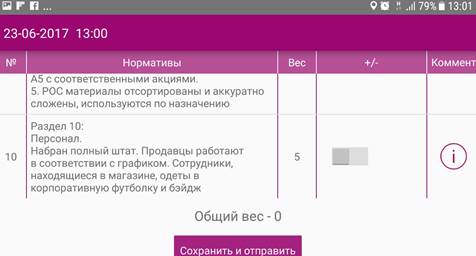 79% 13:01
23-06-2017 13:00
№ Нормативы Вес +/- Коммент
А5 с соответственными акциями.
5. POC материалы отсортированы и аккуратно
сложены, используются по назначению
Раздел 10:
Персонал.
Набран полный штат. Продавцы работают
10 в соответствии с графиком. Сотрудники, 5
находящиеся в магазине, одеты в
корпоративную футболку и бэйдж
Общий вес - 0
Сохранить и отправить